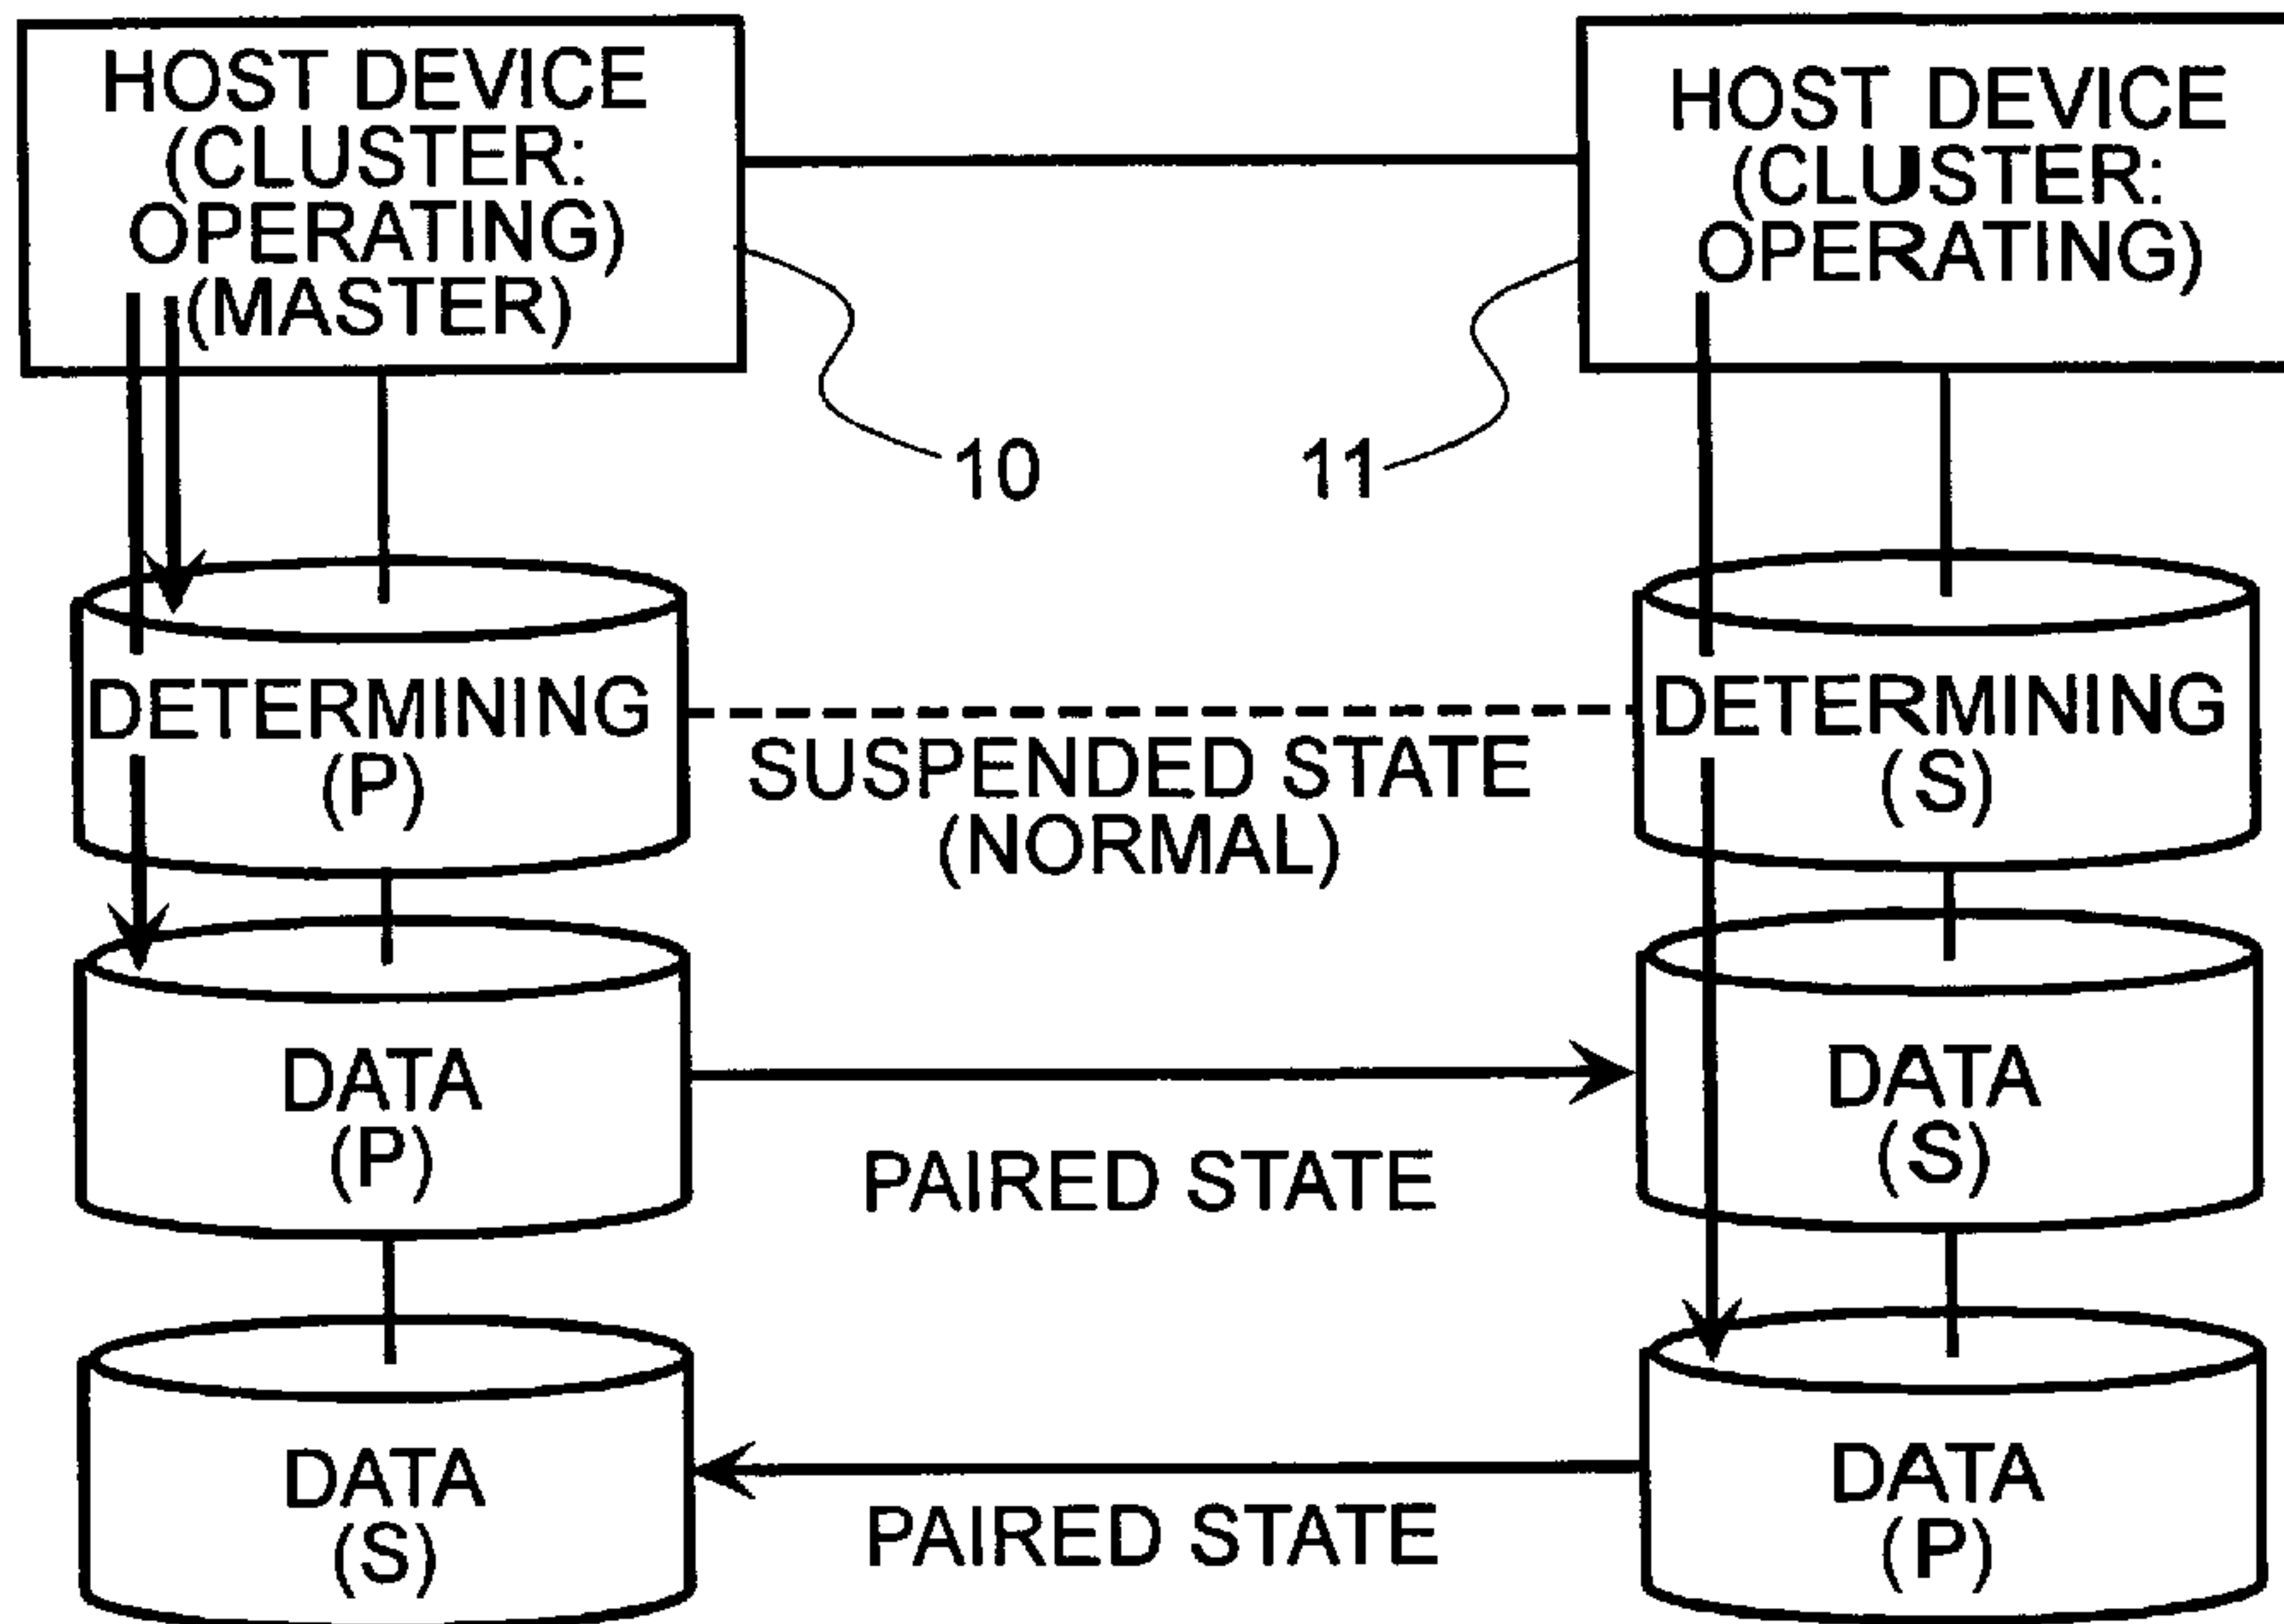 HOST DEVICE
(CLUSTER:
OPERATING)
(MASTER)
HOST DEVICE
(CLUSTER:
OPERATING)
10
11
DETERMINING
(P)
SUSPENDED STATE
(NORMAL)
DETERMINING
(S)
DATA
(P)
PAIRED STATE
DATA
(S)
DATA
(S)
PAIRED STATE
DATA
(P)